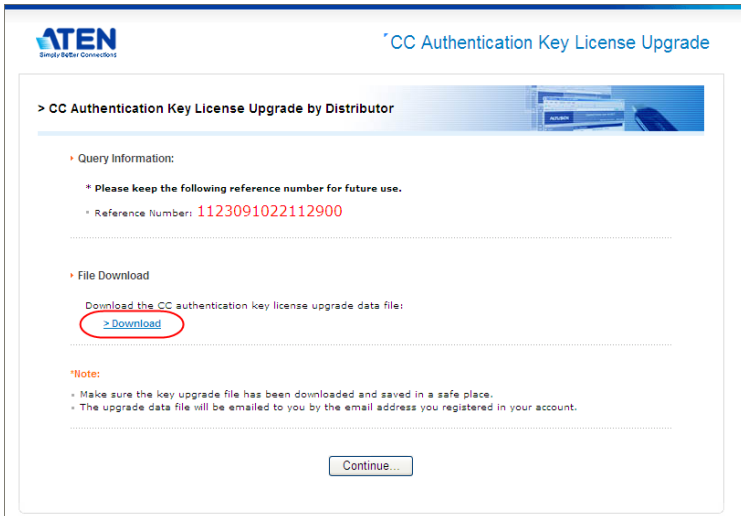 ATEN
Simply Better Connections
CC Authentication Key License Upgrade
> CC Authentication Key License Upgrade by Distributor
Query Information:
* Please keep the following reference number for future use.
Reference Number: 1123091022112900
File Download
Download the CC authentication key license upgrade data file:
> Download
*Note:
Make sure the key upgrade file has been downloaded and saved in a safe place.
The upgrade data file will be emailed to you by the email address you registered in your account.
Continue...